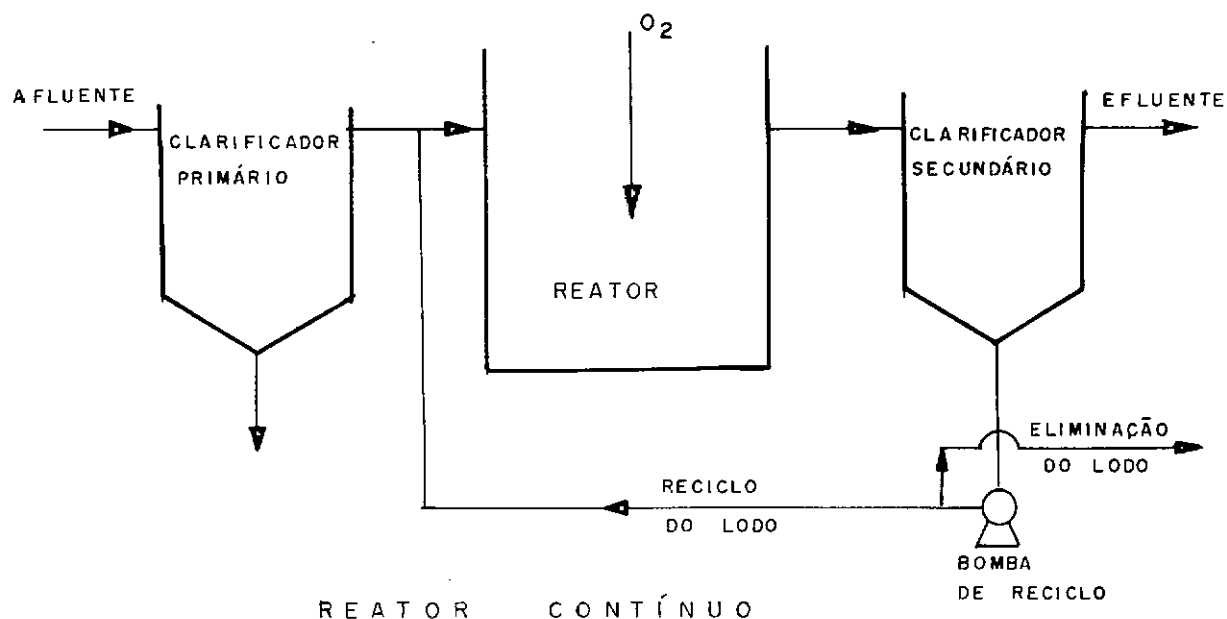 O2
AFLUENTE
CLARIFICADOR
PRIMÁRIO
REATOR
CLARIFICADOR
SECUNDÁRIO
EFLUENTE
ELIMINAÇÃO
DO LODO
RECICLO
DO LODO
BOMBA
DE RECICLO
REATOR CONTÍNUO